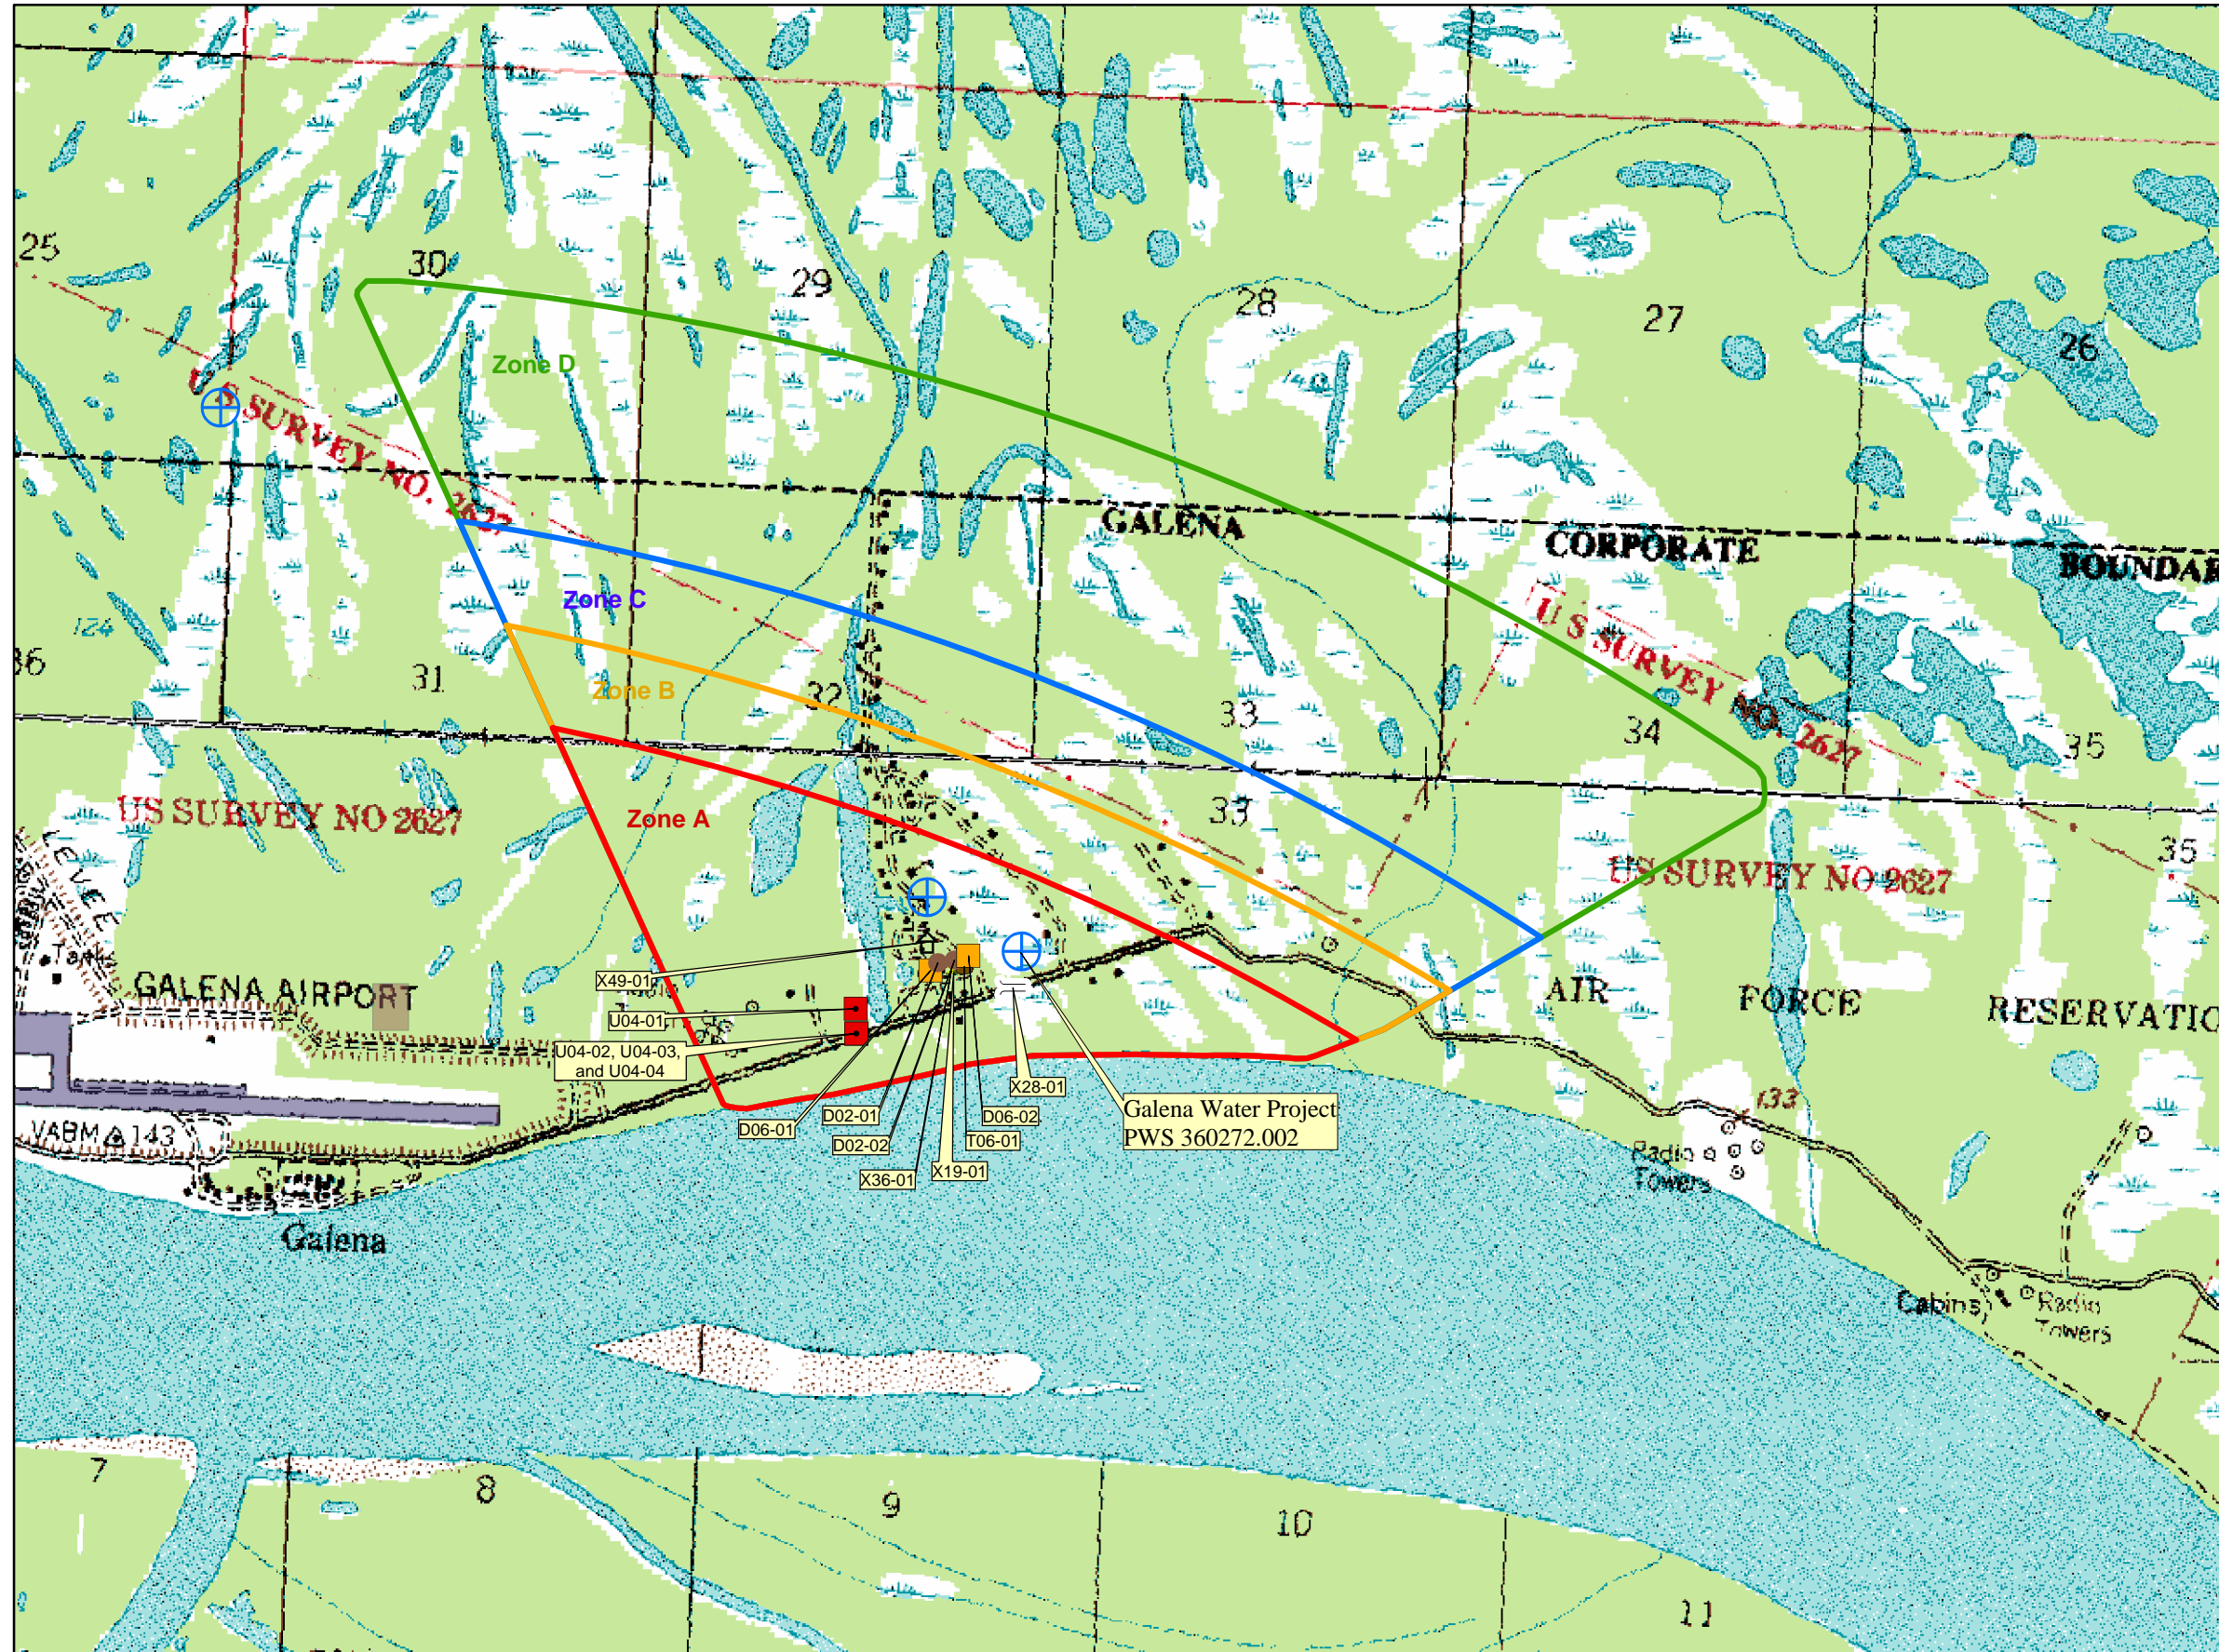 25
30
29
28
27
26
Zone D
U S SURVEY NO. 2627
GALENA
CORPORATE
BOUNDAR
Zone C
124
36
31
Zone B
32
33
U S SURVEY NO. 2627
34
35
US SURVEY NO 2627
Zone A
33
US SURVEY NO 2627
35
LEVEE
Tanks
GALENA AIRPORT
X49-01
U04-01
U04-02, U04-03,
and U04-04
AIR
FORCE
RESERVATIO
X28-01
D06-01
D02-01
D06-02
D02-02
T06-01
X36-01
X19-01
Galena Water Project
PWS 360272.002
133
VABM 143
Radio
Towers
Galena
Cabins
Radio
Towers
7
8
9
10
11